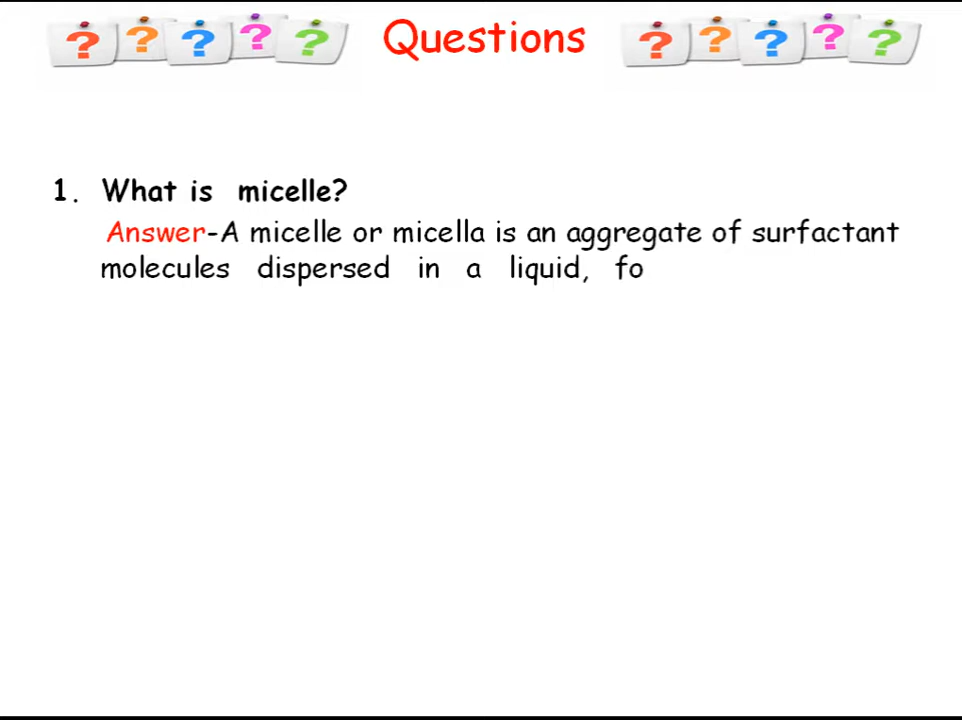 ? ? ? ? ? Questions ? ? ? ? ?
1. What is micelle?
Answer-A micelle or micella is an aggregate of surfactant
molecules dispersed in a liquid, fo